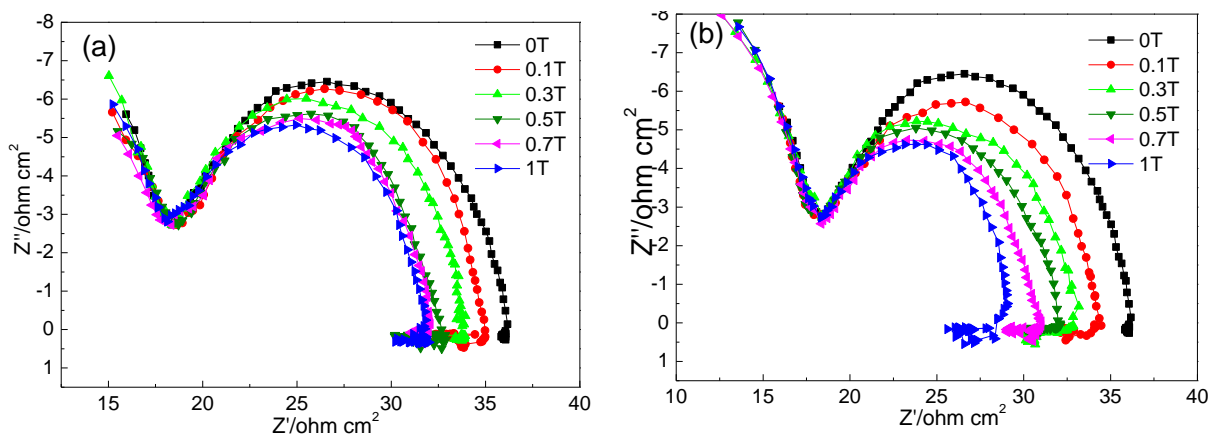 (a)
0T
0.1T
0.3T
0.5T
0.7T
1T
-8
-7
-6
-5
-4
-3
-2
-1
0
1
Z''/ohm cm²
15 20 25 30 35 40
Z'/ohm cm²
(b)
0T
0.1T
0.3T
0.5T
0.7T
1T
-8
-7
-6
-5
-4
-3
-2
-1
0
1
Z''/ohm cm²
10 15 20 25 30 35 40
Z'/ohm cm²